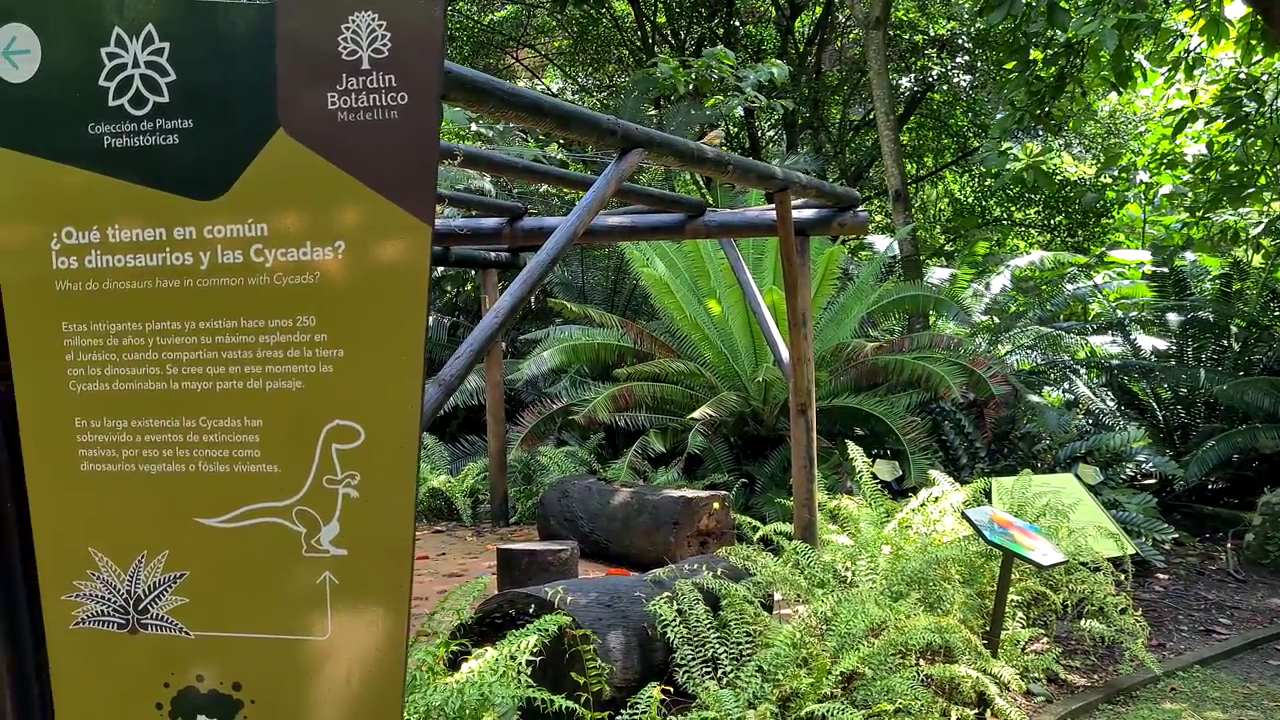 Colección de Plantas
Prehistóricas
Jardín
Botánico
Medellín
¿Qué tienen en común
los dinosaurios y las Cycadas?
What do dinosaurs have in common with Cycads?
Estas intrigantes plantas ya existían hace unos 250
millones de años y tuvieron su máximo esplendor en
el Jurásico, cuando compartían vastas áreas de la tierra
con los dinosaurios. Se cree que en ese momento las
Cycadas dominaban la mayor parte del paisaje.
En su larga existencia las Cycadas han
sobrevivido a eventos de extinciones
masivas, por eso se les conoce como
dinosaurios vegetales o fósiles vivientes.